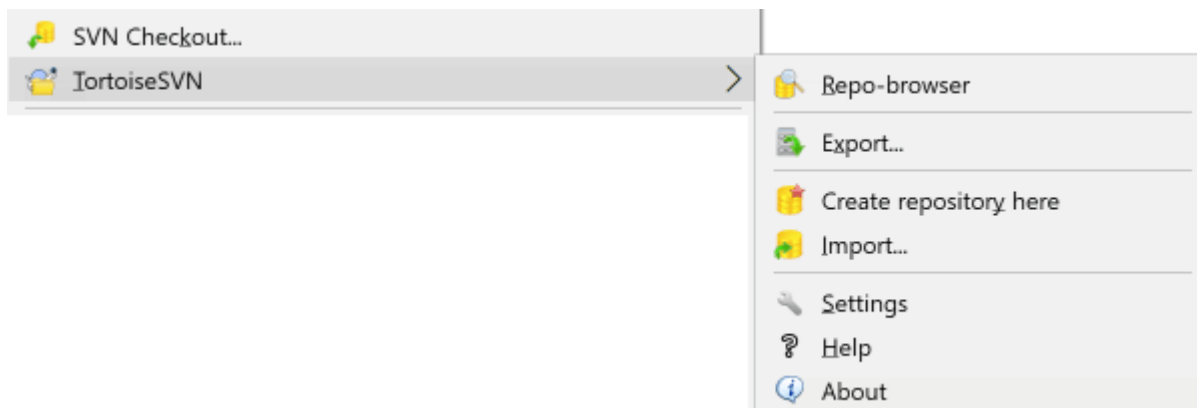 SVN Checkout...
TortoiseSVN
Repo-browser
Export...
Create repository here
Import...
Settings
Help
About